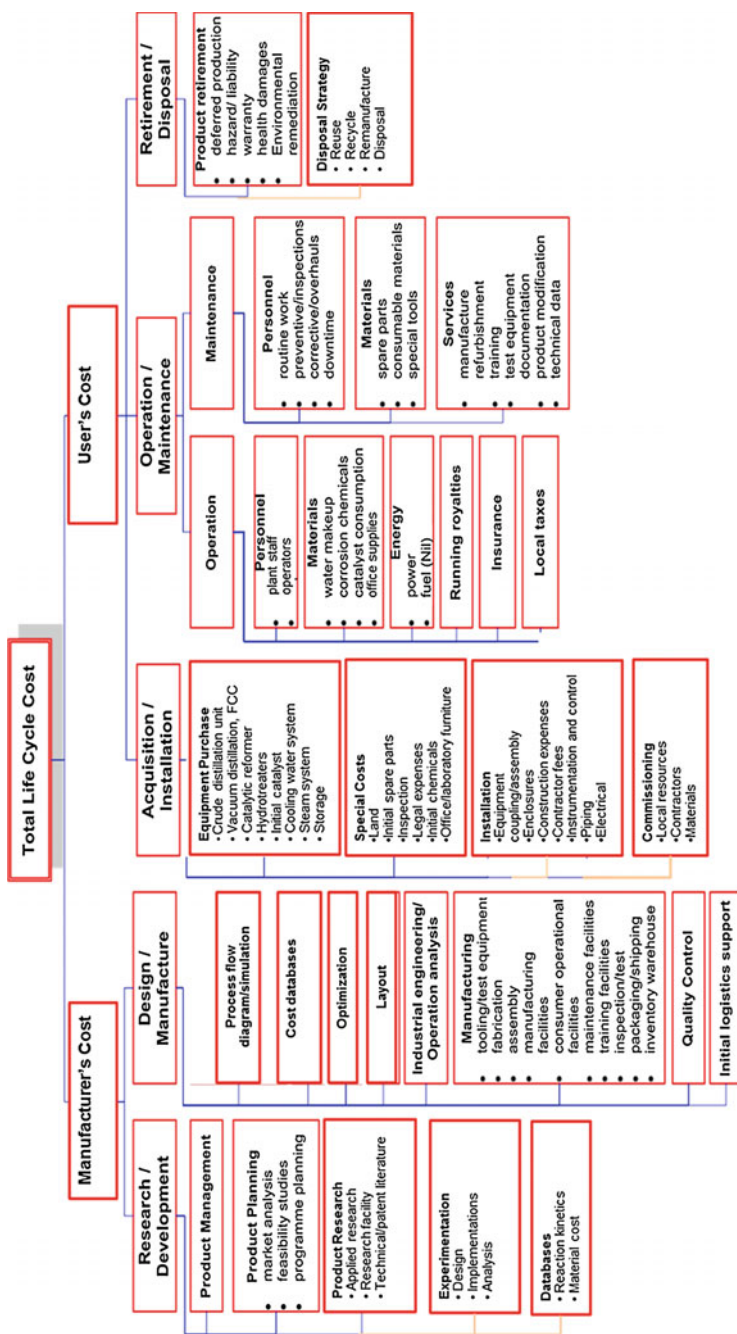 Total Life Cycle Cost
Manufacturer's Cost
Research /
Development
Product Management
Product Planning
• market analysis
• feasibility studies
• programme planning
Product Research
• Applied research
• Research facility
• Technical/patent literature
Experimentation
• Design
• Implementations
• Analysis
Databases
• Reaction kinetics
• Material cost
Design /
Manufacture
Process flow
diagram/simulation
Cost databases
Optimization
Layout
Industrial engineering/
Operation analysis
Manufacturing
• tooling/test equipment
• fabrication
• assembly
• manufacturing
facilities
• consumer operational
facilities
• maintenance facilities
• training facilities
• inspection/test
• packaging/shipping
• inventory warehouse
Quality Control
Initial logistics support
User's Cost
Acquisition /
Installation
Equipment Purchase
• Crude distillation unit
• Vacuum distillation, FCC
• Catalytic reformer
• Hydrotreaters
• Initial catalyst
• Cooling water system
• Steam system
• Storage
Special Costs
• Land
• Initial spare parts
• Inspection
• Legal expenses
• Initial chemicals
• Office/laboratory furniture
Installation
• Equipment
coupling/assembly
• Enclosures
• Construction expenses
• Contractor fees
• Instrumentation and control
• Piping
• Electrical
Commissioning
• Local resources
• Contractors
• Materials
Operation /
Maintenance
Operation
Personnel
• plant staff
• operators
Materials
• water makeup
• corrosion chemicals
• catalyst consumption
• office supplies
Energy
• power
• fuel (Nil)
Running royalties
Insurance
Local taxes
Maintenance
Personnel
• routine work
• preventive/inspections
• corrective/overhauls
• downtime
Materials
• spare parts
• consumable materials
• special tools
Services
• manufacture
refurbishment
• training
• test equipment
• documentation
• product modification
• technical data
Retirement /
Disposal
Product retirement
• deferred production
• hazard/ liability
• warranty
• health damages
• Environmental
remediation
Disposal Strategy
• Reuse
• Recycle
• Remanufacture
• Disposal